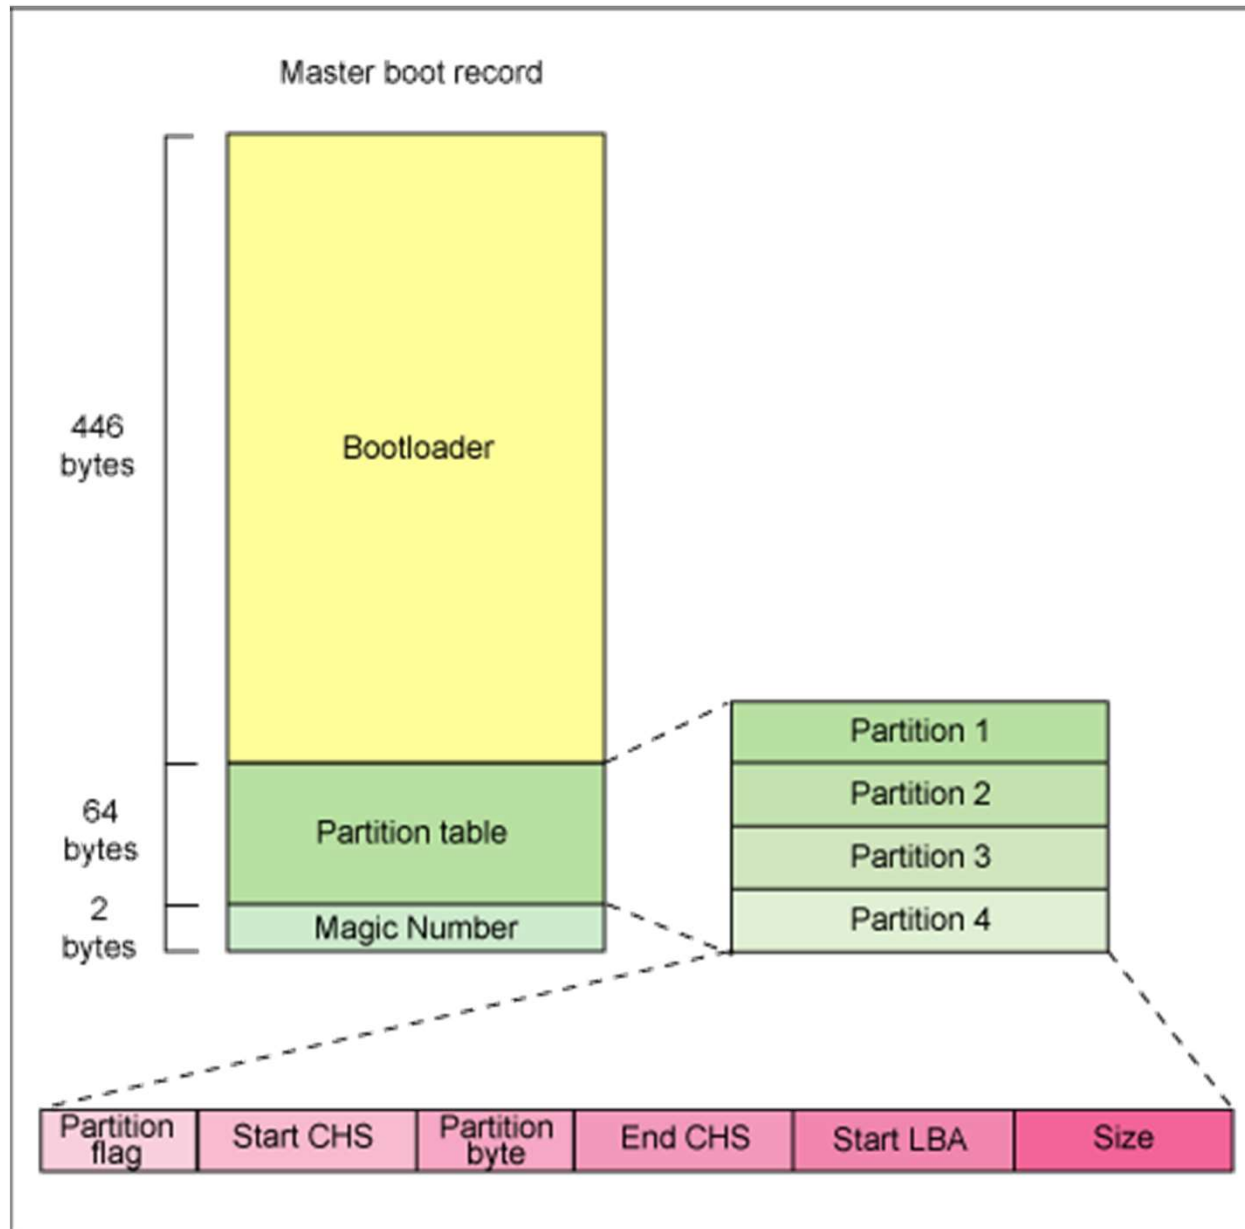 Master boot record
446
bytes
Bootloader
64
bytes
Partition table
2
bytes
Magic Number
Partition 1
Partition 2
Partition 3
Partition 4
Partition
flag
Start CHS
Partition
byte
End CHS
Start LBA
Size